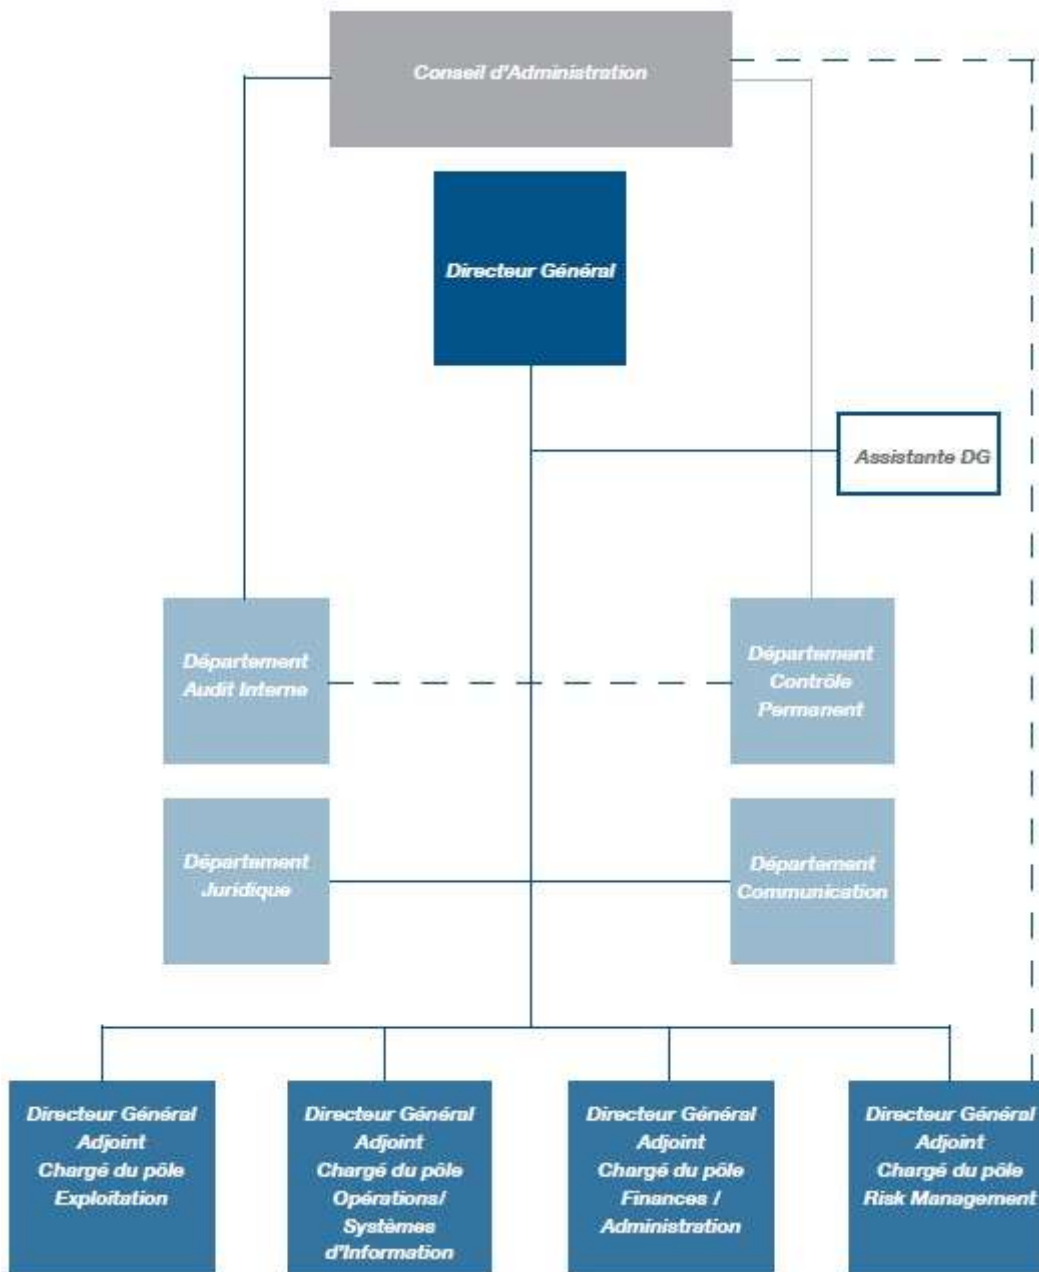 Conseil d'Administration
Directeur Général
Assistante DG
Département
Audit Interne
Département
Contrôle
Permanent
Département
Juridique
Département
Communication
Directeur Général
Adjoint
Chargé du pôle
Exploitation
Directeur Général
Adjoint
Chargé du pôle
Opérations/
Systèmes
d'Information
Directeur Général
Adjoint
Chargé du pôle
Finances /
Administration
Directeur Général
Adjoint
Chargé du pôle
Risk Management